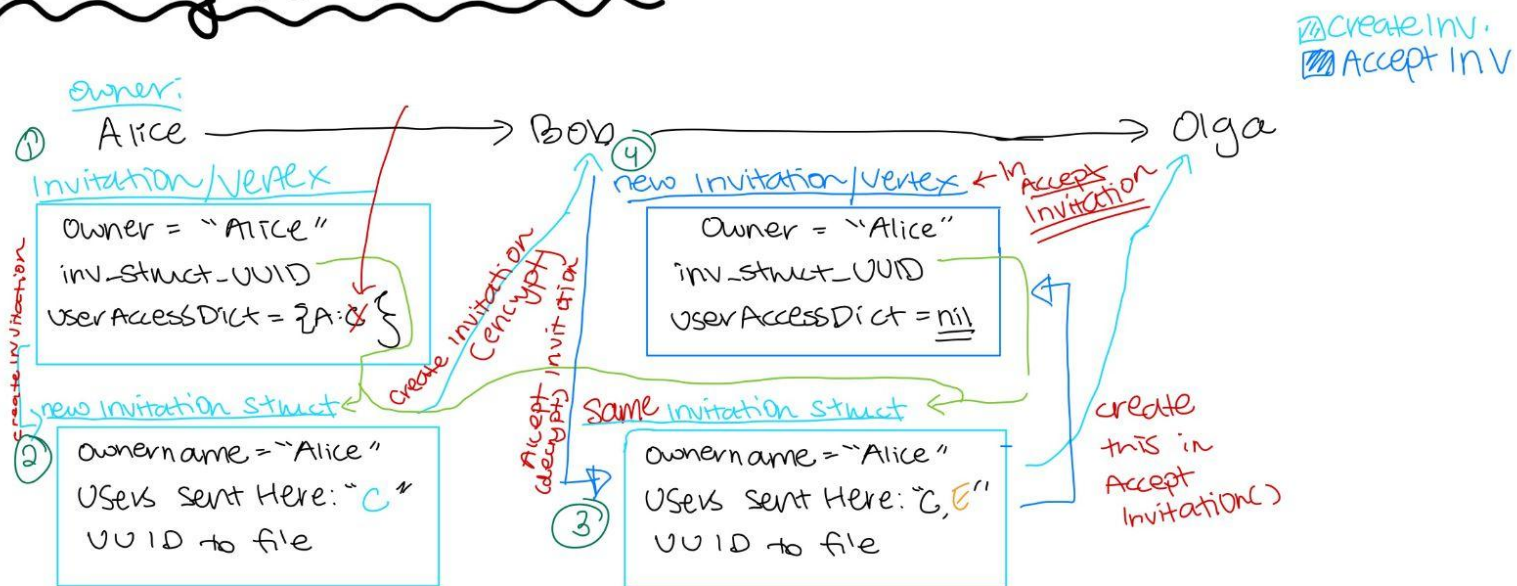 CreateInv.
Accept Inv
owner:
Alice
Bob
Olga
①
④
Invitation/Vertex
Owner = "Alice"
inv_struct_UUID
UserAccessDict = {A: }
create invitation
new invitation struct
②
Ownername = "Alice"
Users sent Here: "C"
UUID to file
create invitation
(encrypt)
Accept invitation
(decrypt)
new invitation/vertex
← In
Accept
Invitation
Owner = "Alice"
inv_struct_UUID
UserAccessDict = nil
same invitation struct
③
Ownername = "Alice"
Users sent Here: "C, E"
UUID to file
create
this in
Accept
Invitation()